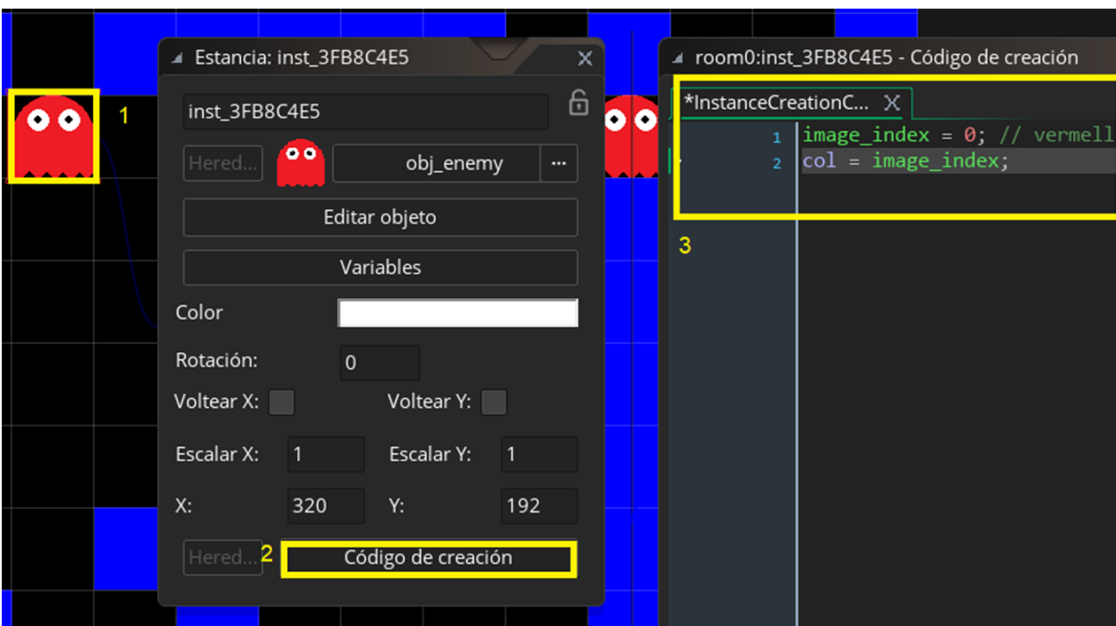 1
Estancia: inst_3FB8C4E5
inst_3FB8C4E5
Hered...
obj_enemy
...
Editar objeto
Variables
Color
Rotación:
0
Voltear X:
Voltear Y:
Escalar X:
1
Escalar Y:
1
X:
320
Y:
192
Hered...
2
Código de creación
room0:inst_3FB8C4E5 - Código de creación
*InstanceCreationC...
1 image_index = 0; // vermell
2 col = image_index;
3